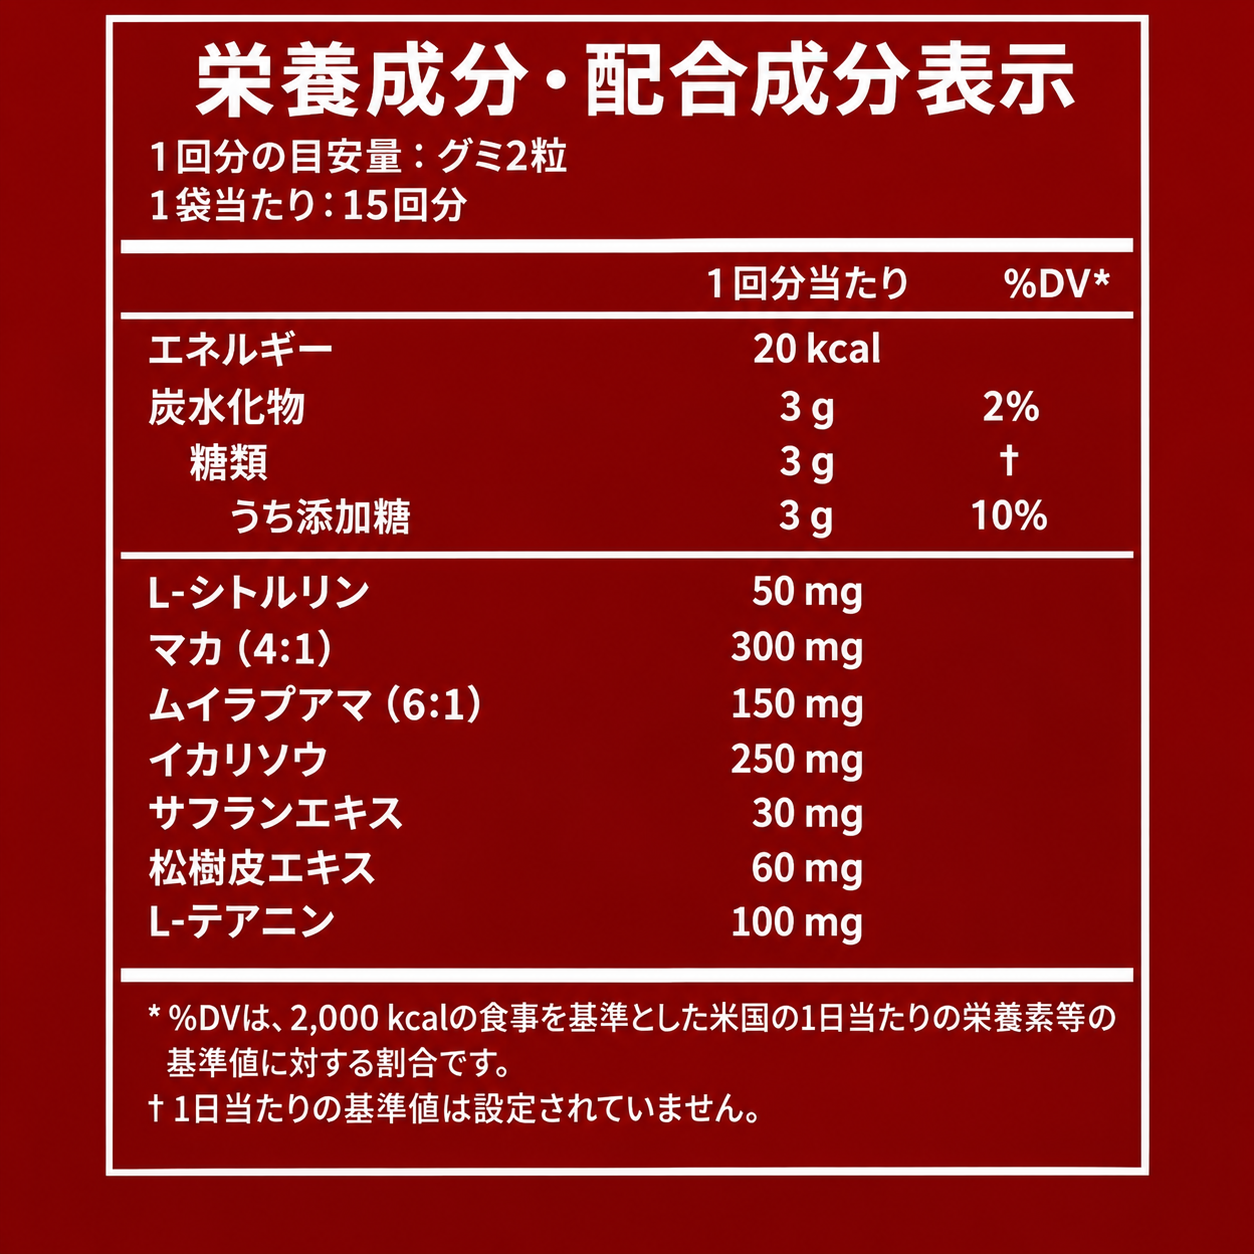 栄養成分・配合成分表示
1回分の目安量：グミ2粒
1袋当たり：15回分
1回分当たり %DV*
エネルギー 20 kcal
炭水化物 3 g 2%
糖類 3 g †
うち添加糖 3 g 10%
L-シトルリン 50 mg
マカ（4:1） 300 mg
ムイラプアマ（6:1） 150 mg
イカリソウ 250 mg
サフランエキス 30 mg
松樹皮エキス 60 mg
L-テアニン 100 mg
* %DVは、2,000 kcalの食事を基準とした米国の1日当たりの栄養素等の
基準値に対する割合です。
† 1日当たりの基準値は設定されていません。